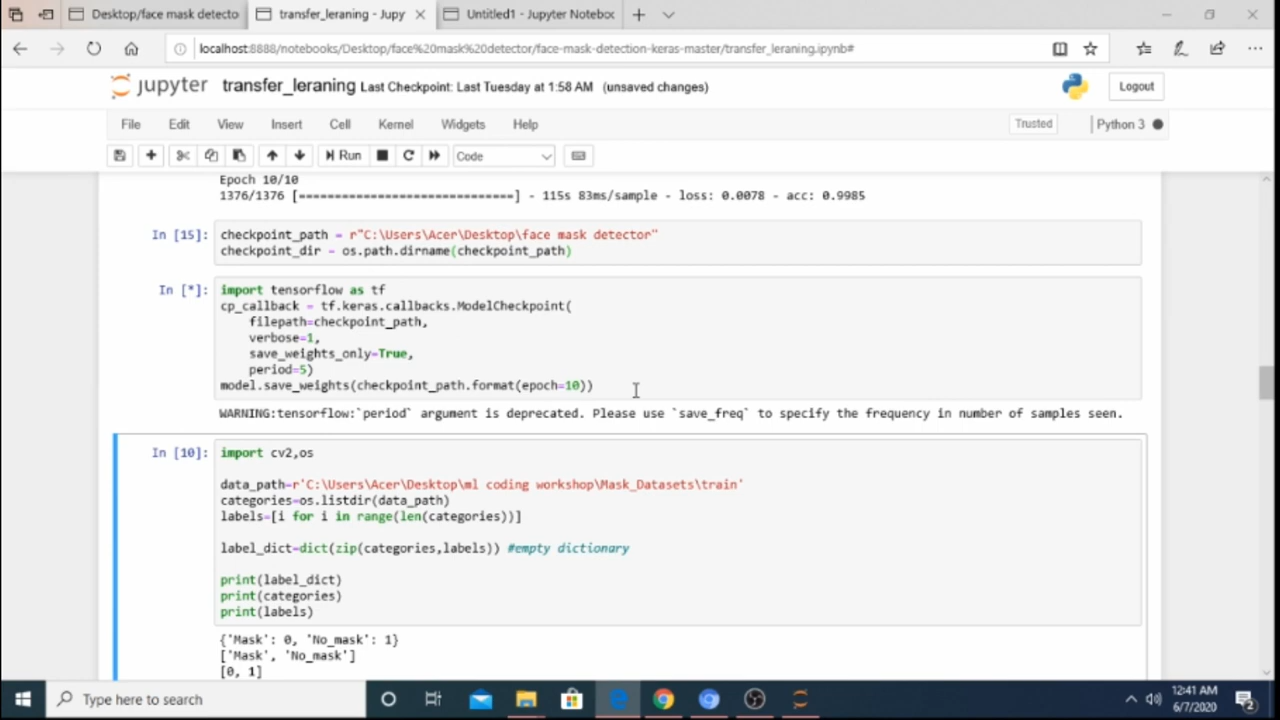 Desktop/face mask detecto
transfer_leraning - Jupy
Untitled1 - Jupyter Notebook
localhost:8888/notebooks/Desktop/face%20mask%20detector/face-mask-detection-keras-master/transfer_leraning.ipynb#
jupyter transfer_leraning Last Checkpoint: Last Tuesday at 1:58 AM (unsaved changes)
Logout
File Edit View Insert Cell Kernel Widgets Help
Trusted
Python 3
Run
Code
Epoch 10/10
1376/1376 [==============================] - 115s 83ms/sample - loss: 0.0078 - acc: 0.9985
In [15]: checkpoint_path = r"C:\Users\Acer\Desktop\face mask detector"
checkpoint_dir = os.path.dirname(checkpoint_path)
In [*]: import tensorflow as tf
cp_callback = tf.keras.callbacks.ModelCheckpoint(
filepath=checkpoint_path,
verbose=1,
save_weights_only=True,
period=5)
model.save_weights(checkpoint_path.format(epoch=10))
WARNING:tensorflow:`period` argument is deprecated. Please use `save_freq` to specify the frequency in number of samples seen.
In [10]: import cv2,os
data_path=r'C:\Users\Acer\Desktop\ml coding workshop\Mask_Datasets\train'
categories=os.listdir(data_path)
labels=[i for i in range(len(categories))]
label_dict=dict(zip(categories,labels)) #empty dictionary
print(label_dict)
print(categories)
print(labels)
{'Mask': 0, 'No_mask': 1}
['Mask', 'No_mask']
[0, 1]
Type here to search
12:41 AM
6/7/2020
2